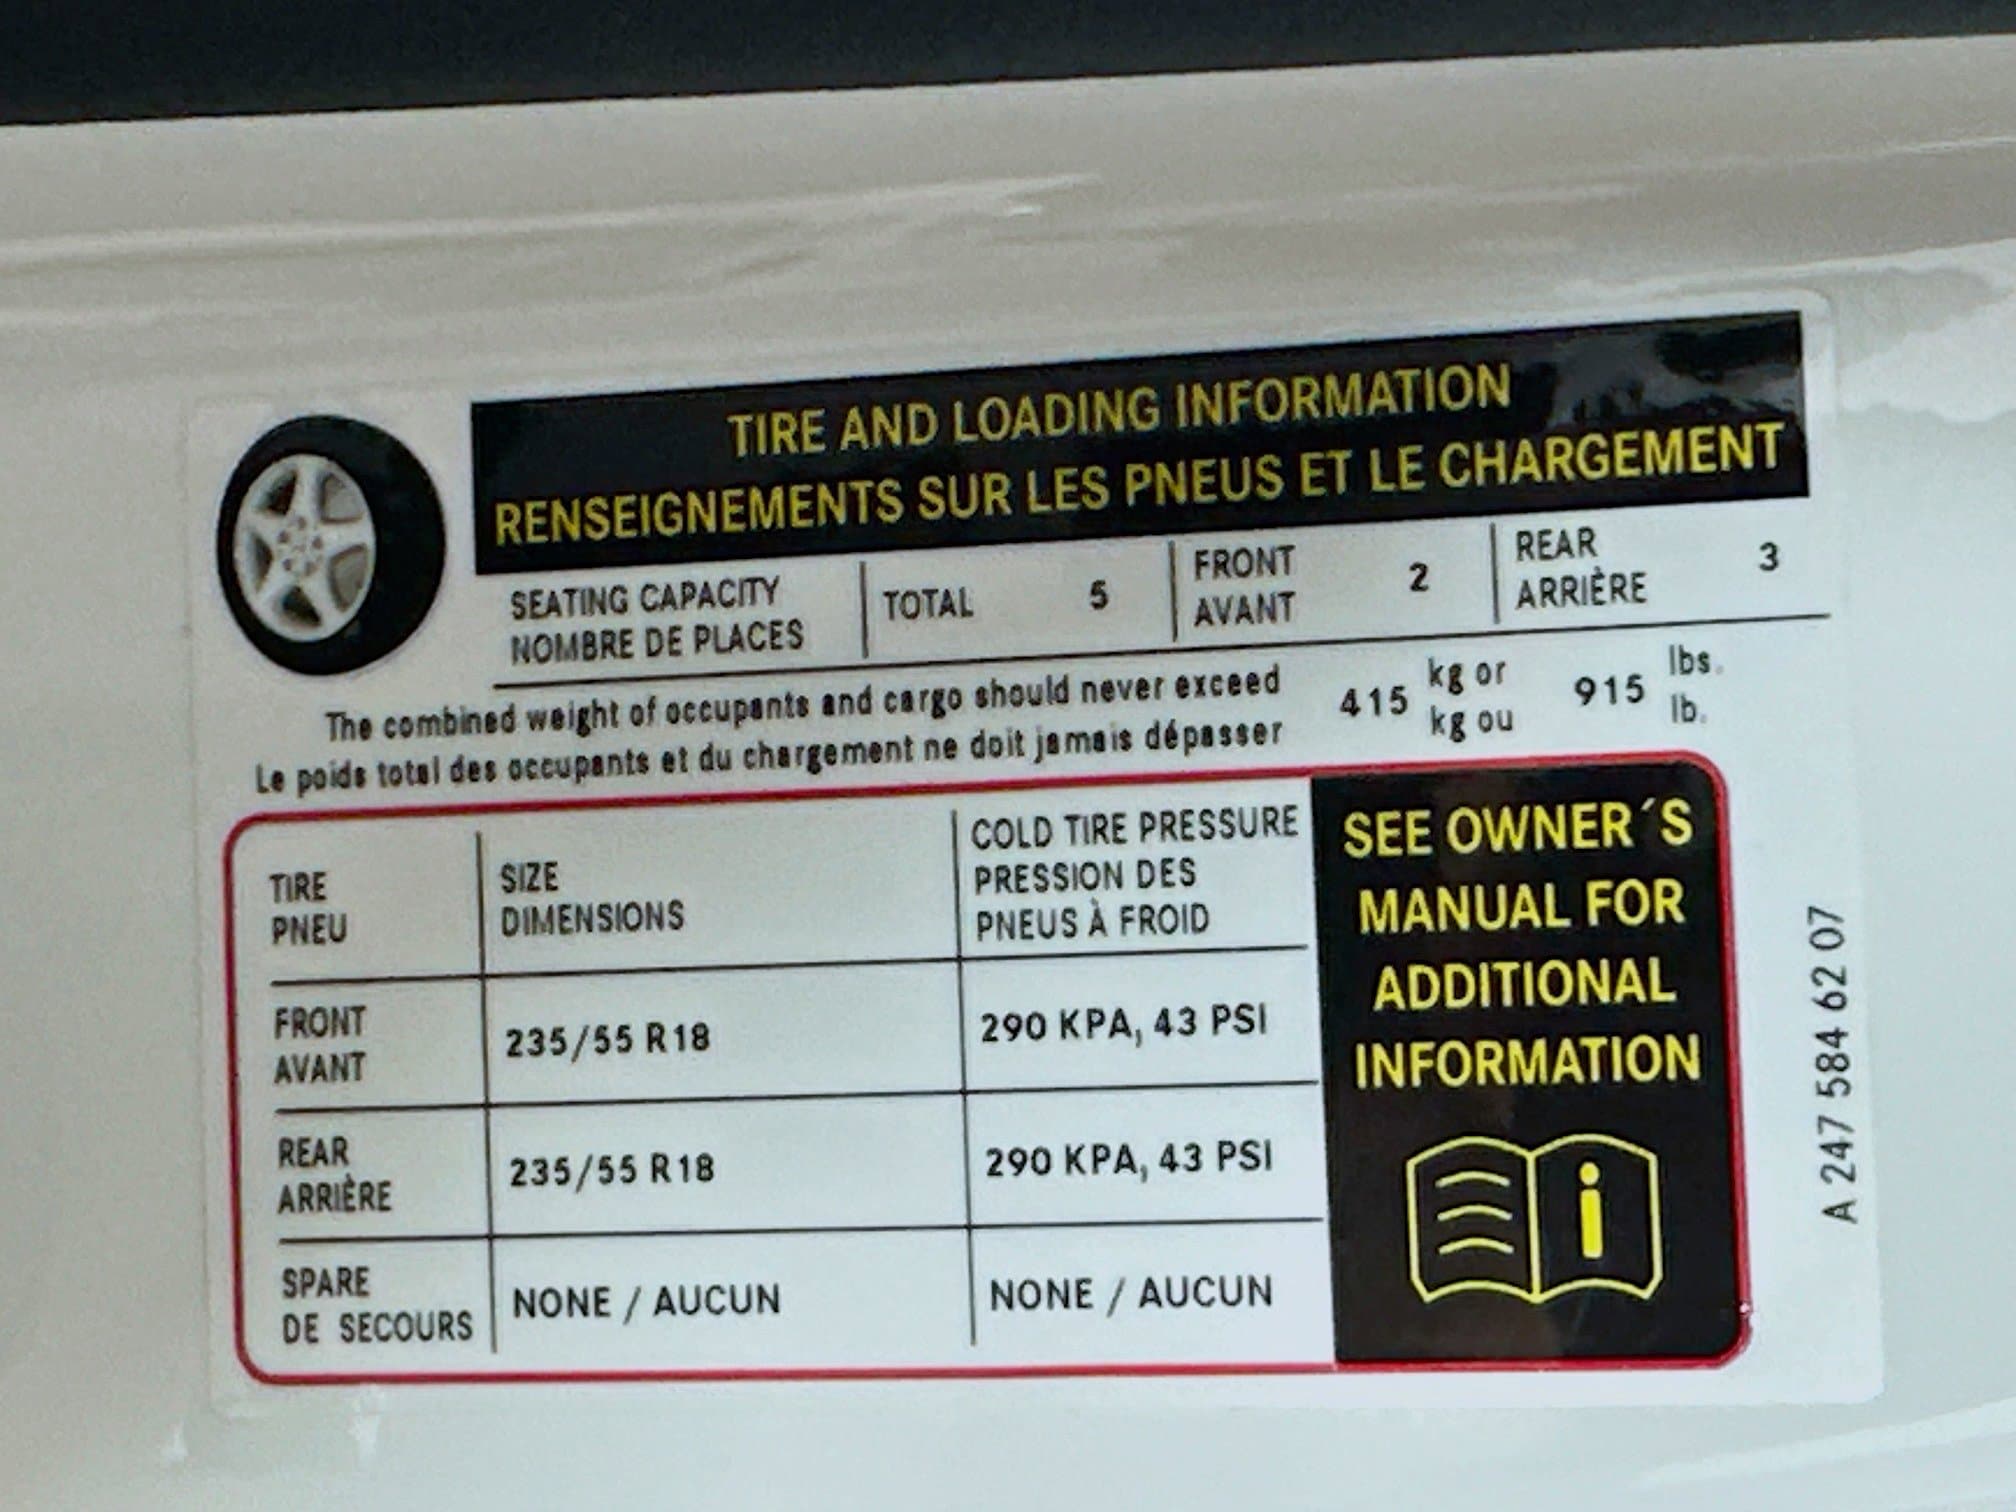 TIRE AND LOADING INFORMATION
RENSEIGNEMENTS SUR LES PNEUS ET LE CHARGEMENT
SEATING CAPACITY
NOMBRE DE PLACES
TOTAL 5
FRONT
AVANT
2
REAR
ARRIÈRE
3
The combined weight of occupants and cargo should never exceed 415 kg or 915 lbs.
Le poids total des occupants et du chargement ne doit jamais dépasser kg ou lb.
TIRE
PNEU
SIZE
DIMENSIONS
COLD TIRE PRESSURE
PRESSION DES
PNEUS À FROID
FRONT
AVANT
235/55 R18
290 KPA, 43 PSI
REAR
ARRIÈRE
235/55 R18
290 KPA, 43 PSI
SPARE
DE SECOURS
NONE / AUCUN
NONE / AUCUN
SEE OWNER´S
MANUAL FOR
ADDITIONAL
INFORMATION
i
A 247 584 62 07